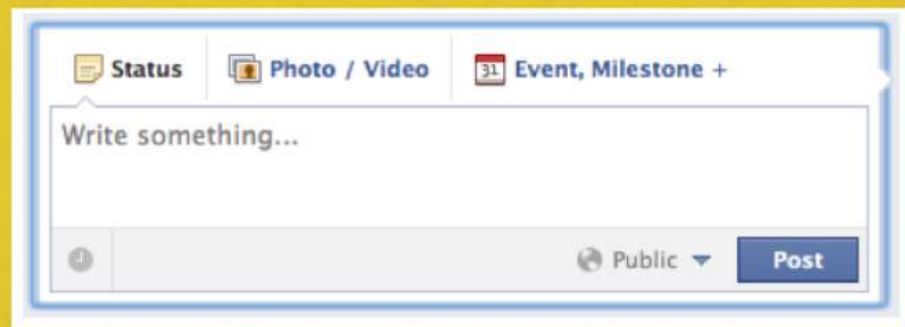 Status Photo / Video 31 Event, Milestone +
Write something...
Public Post